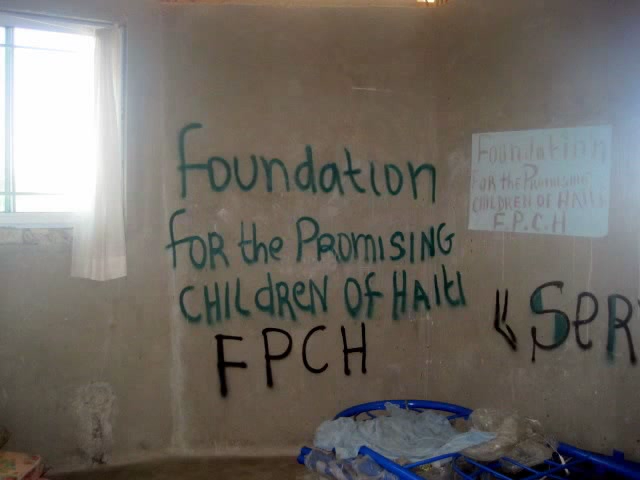 Foundation
FOR the PROMISING
CHILdREN OF HAITI
FPCH
Foundation
FOR the PROMISING
CHILDREN OF HAITI
F.P.C.H
"SER